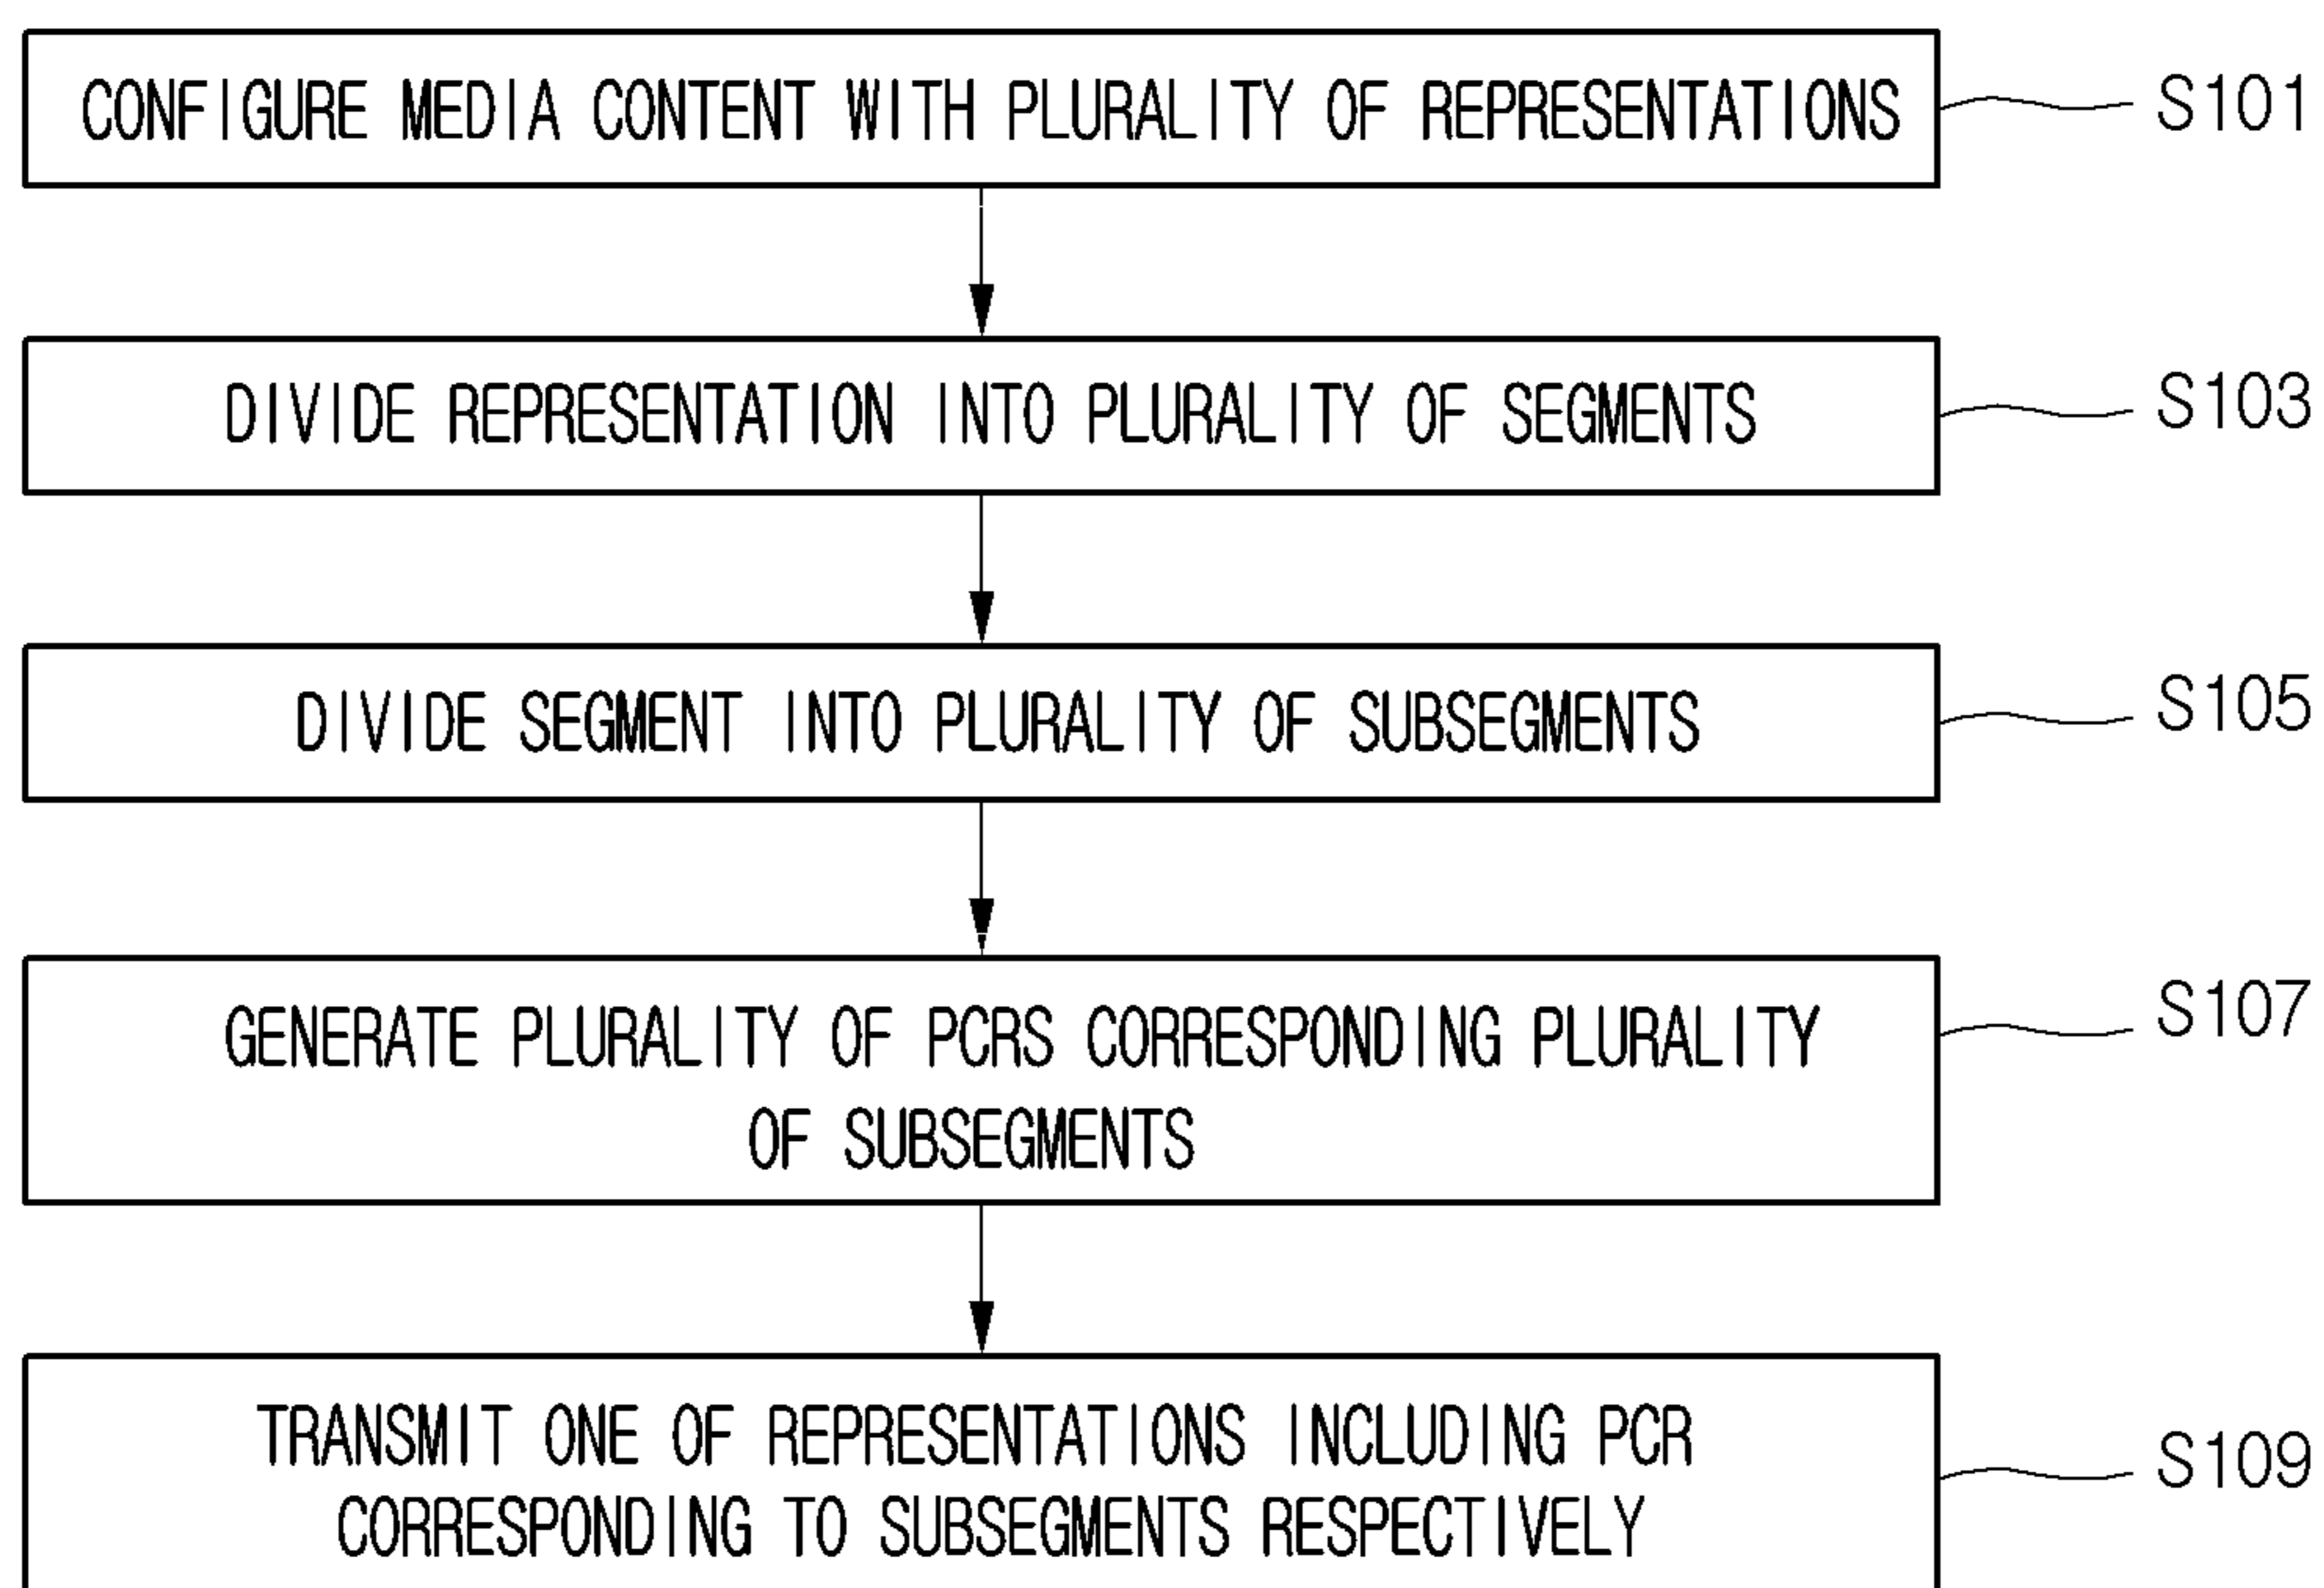 CONFIGURE MEDIA CONTENT WITH PLURALITY OF REPRESENTATIONS S101
DIVIDE REPRESENTATION INTO PLURALITY OF SEGMENTS S103
DIVIDE SEGMENT INTO PLURALITY OF SUBSEGMENTS S105
GENERATE PLURALITY OF PCRS CORRESPONDING PLURALITY S107
OF SUBSEGMENTS
TRANSMIT ONE OF REPRESENTATIONS INCLUDING PCR S109
CORRESPONDING TO SUBSEGMENTS RESPECTIVELY